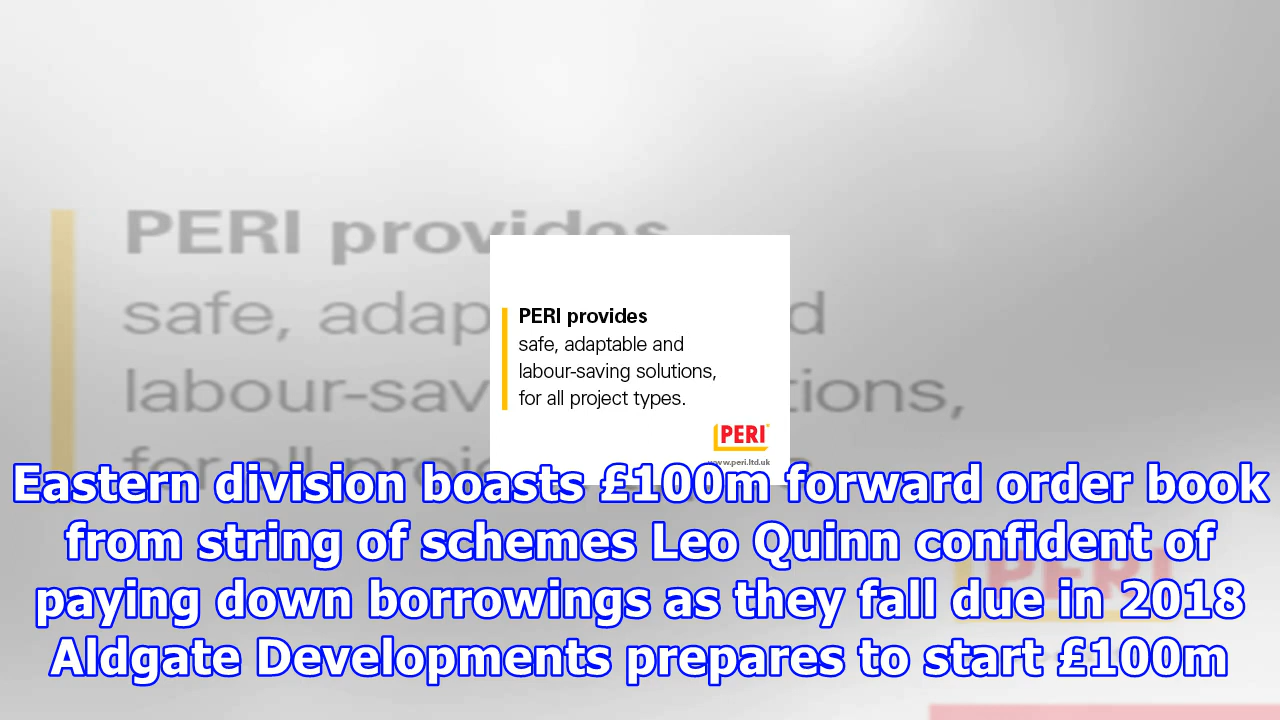 PERI provides
safe, adaptable and
labour-saving solutions,
for all project types.
PERI
www.peri.ltd.uk
Eastern division boasts £100m forward order book
from string of schemes Leo Quinn confident of
paying down borrowings as they fall due in 2018
Aldgate Developments prepares to start £100m